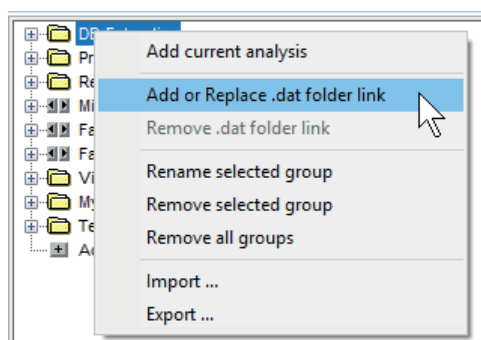 Add current analysis
Add or Replace .dat folder link
Remove .dat folder link
Rename selected group
Remove selected group
Remove all groups
Import ...
Export ...